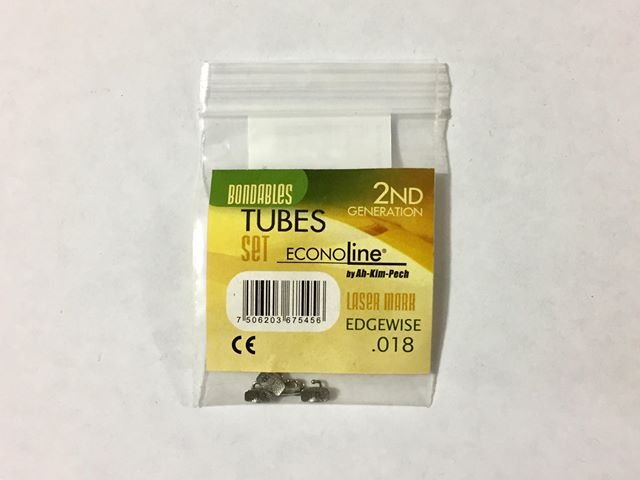 BONDABLES
2ND
GENERATION
TUBES
SET ECONOLine®
by Ah-Kim-Pech
LASER MARK
7 506203 675456
EDGEWISE
CE .018